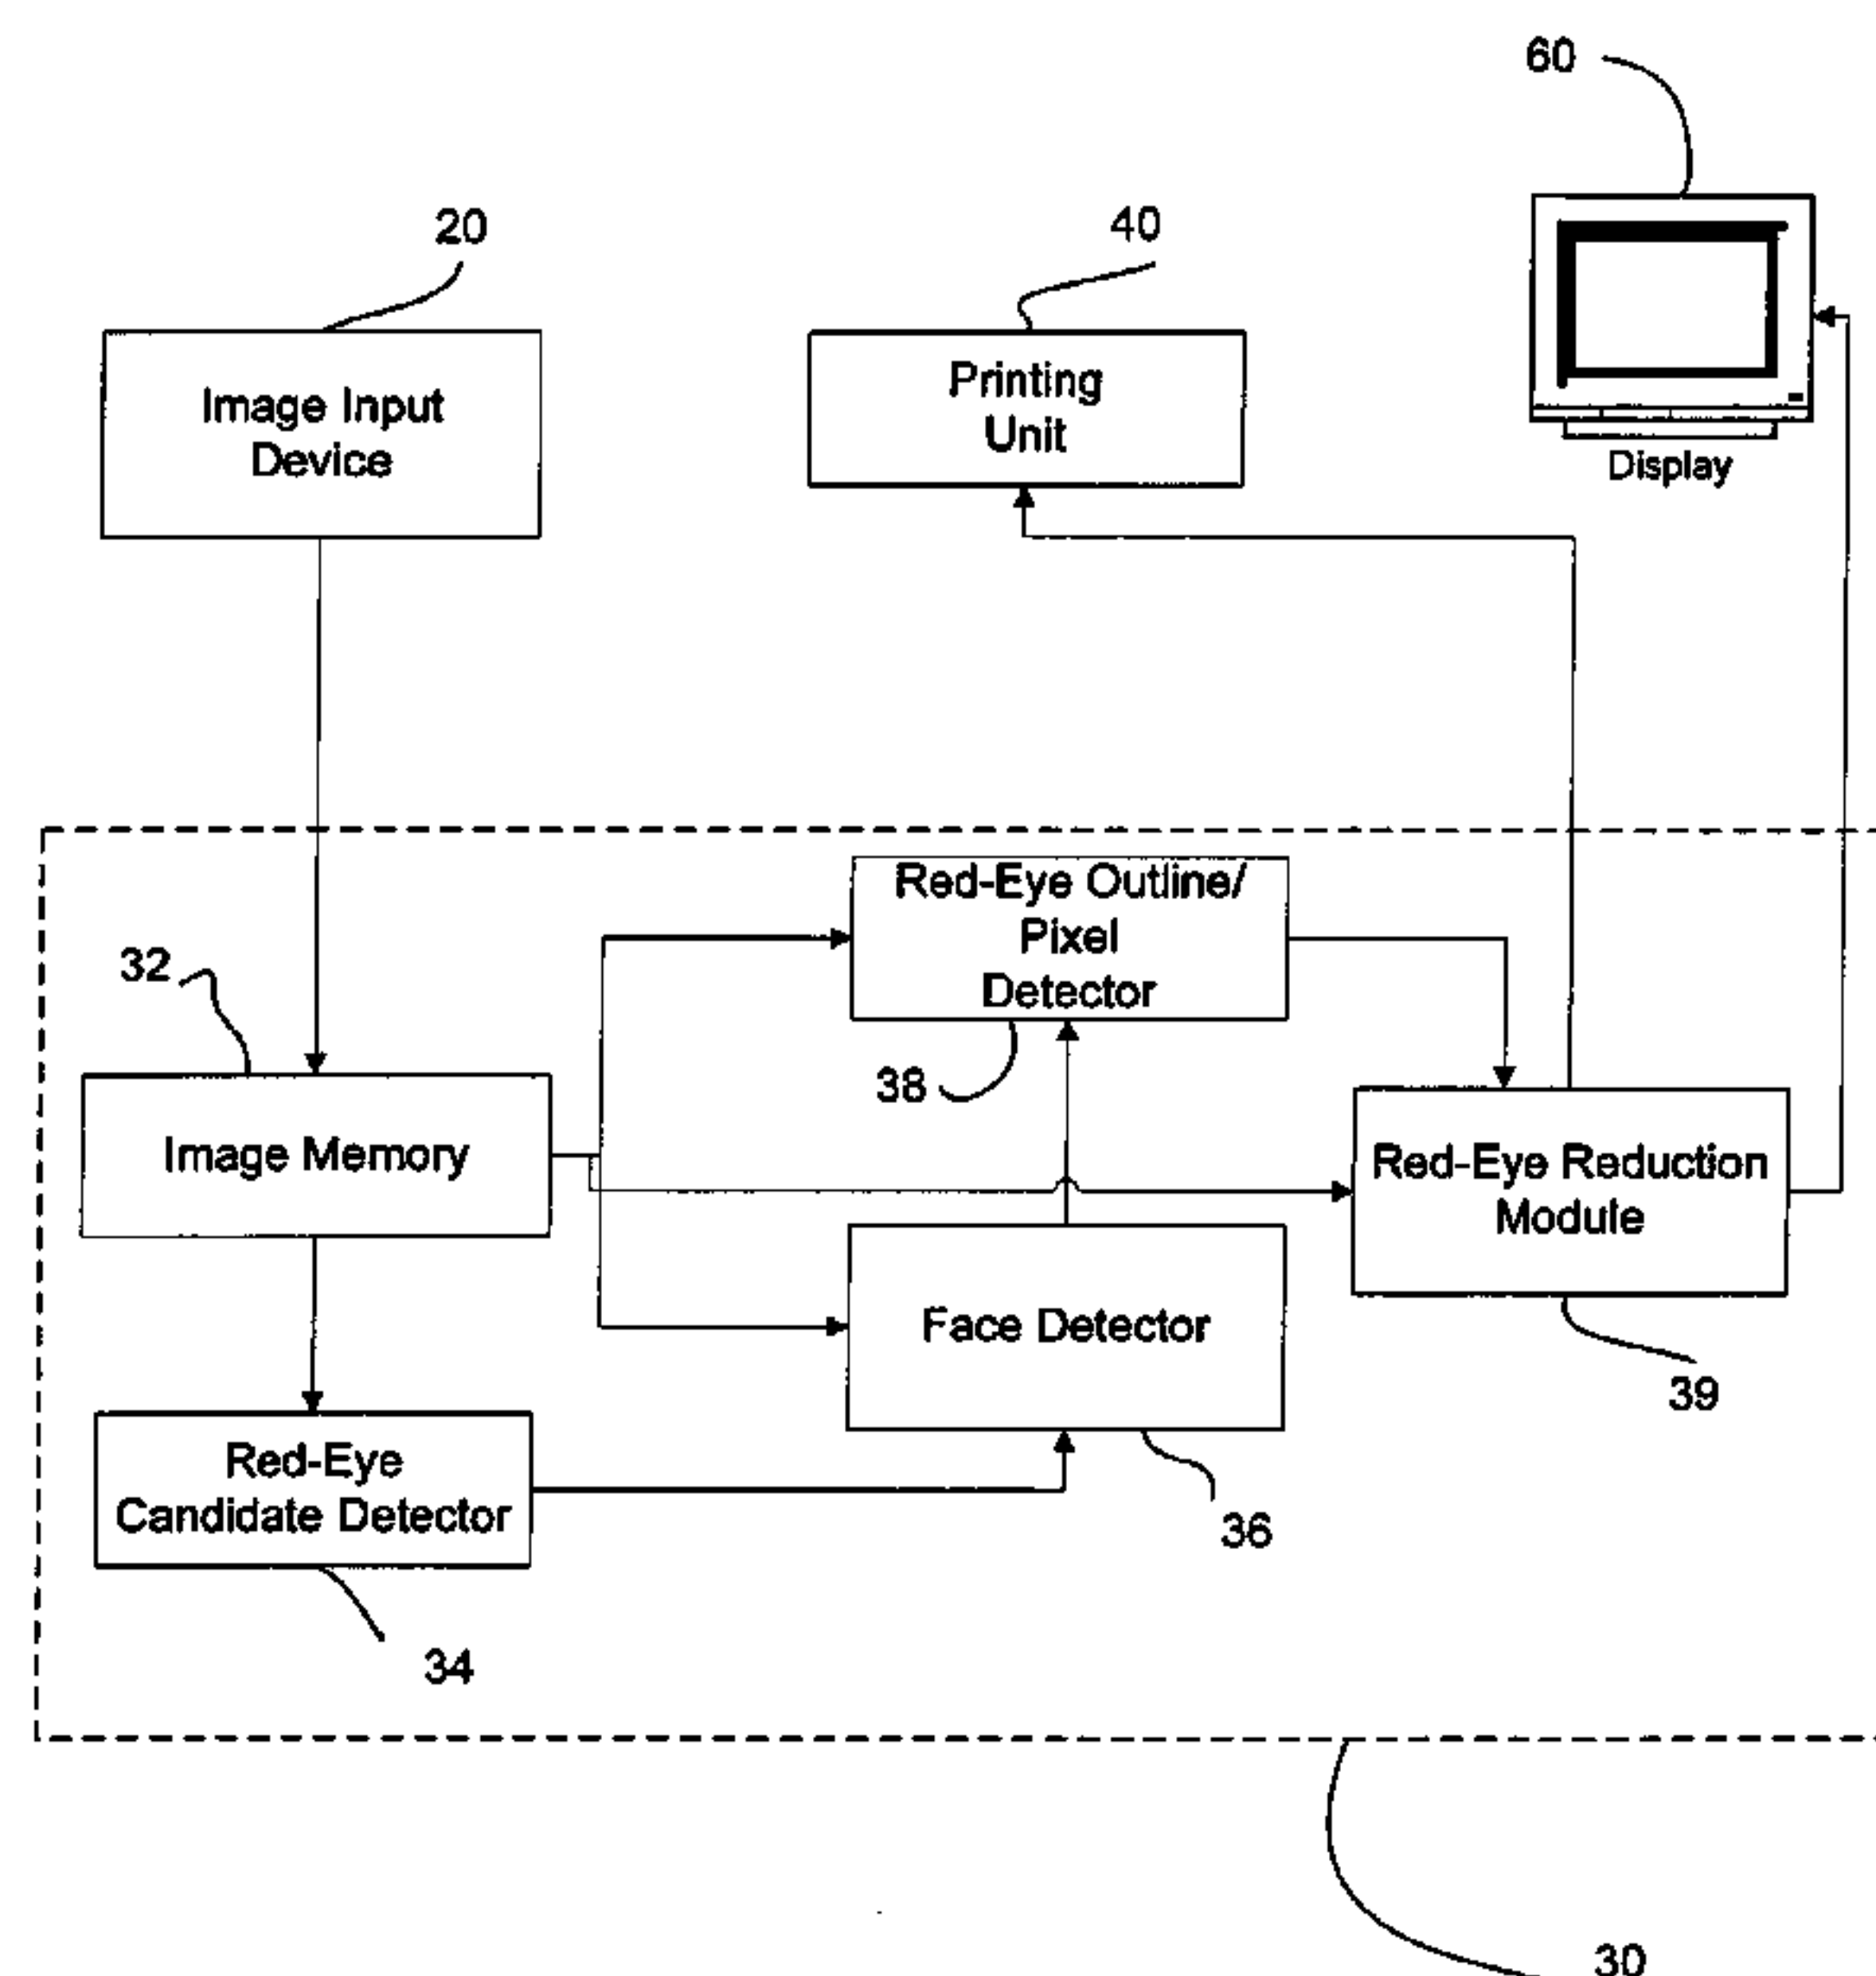 60
20
40
Image Input
Device
Printing
Unit
Display
Red-Eye Outline/
Pixel
Detector
32
38
Image Memory
Red-Eye Reduction
Module
Face Detector
39
Red-Eye
Candidate Detector
36
34
30